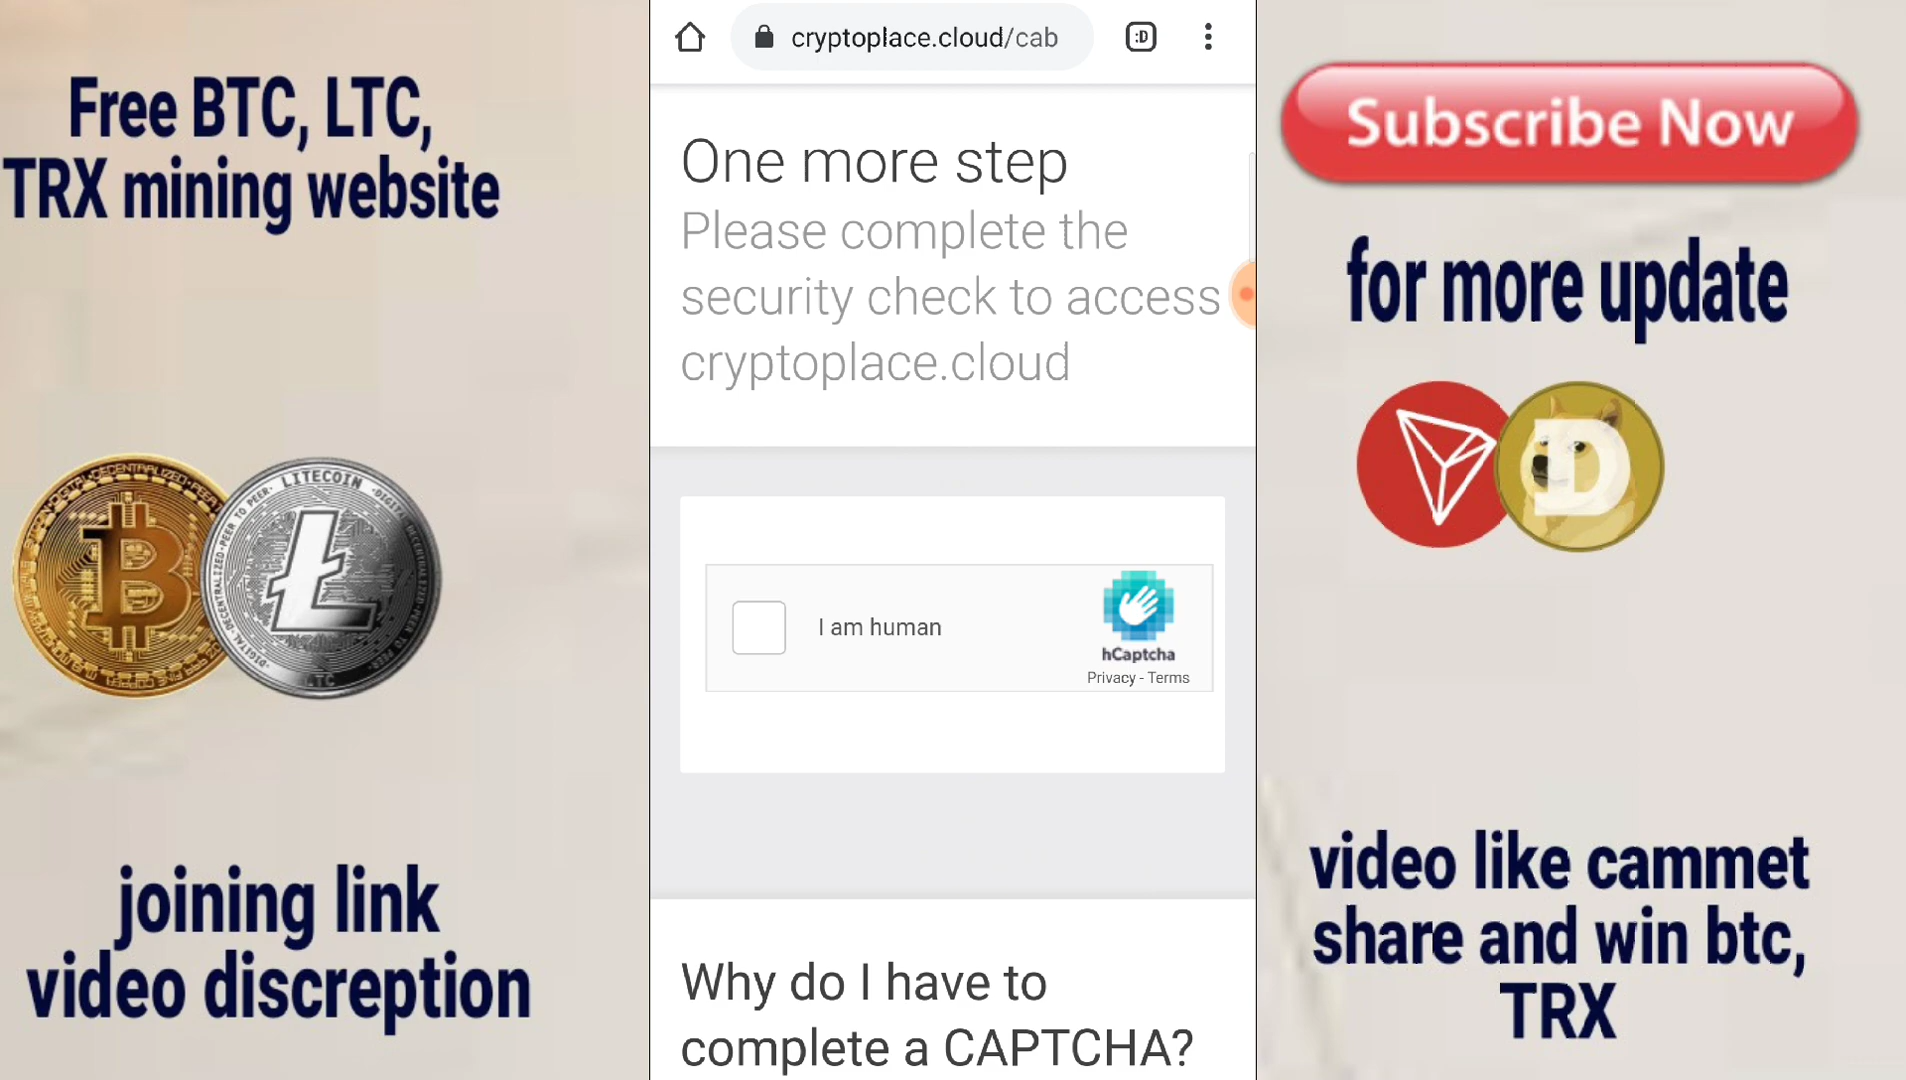 Free BTC, LTC,
TRX mining website
LITECOIN
LTC
joining link
video discreption
cryptoplace.cloud/cab
:D
One more step
Please complete the
security check to access
cryptoplace.cloud
I am human
hCaptcha
Privacy - Terms
Why do I have to
complete a CAPTCHA?
Subscribe Now
for more update
D
video like cammet
share and win btc,
TRX